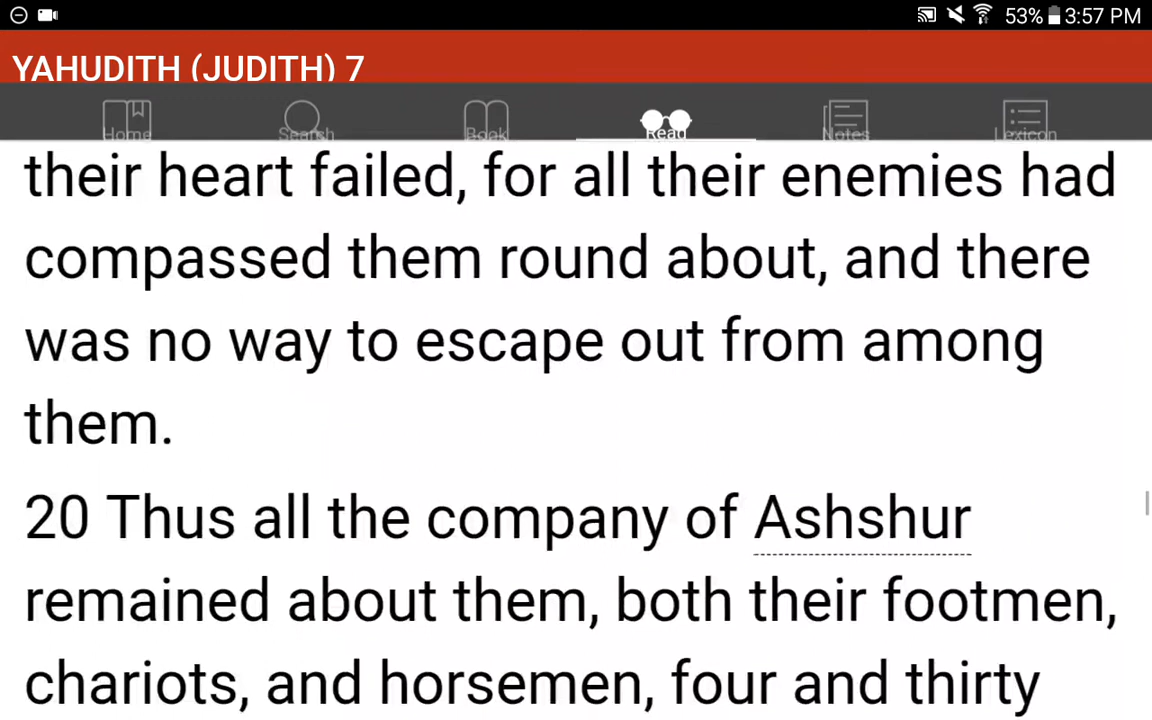 53% 3:57 PM
YAHUDITH (JUDITH) 7
Home Search Book Read Notes Lexicon
their heart failed, for all their enemies had
compassed them round about, and there
was no way to escape out from among
them.
20 Thus all the company of Ashshur
remained about them, both their footmen,
chariots, and horsemen, four and thirty